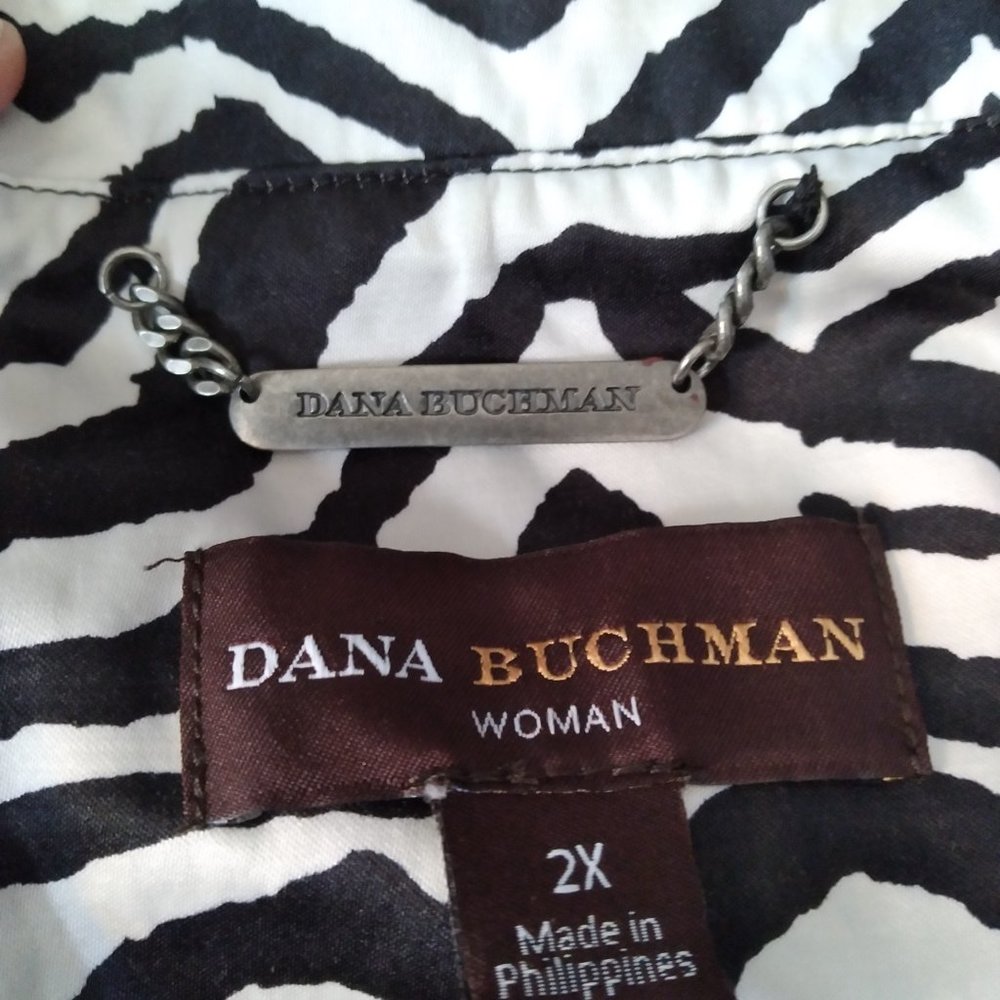 DANA BUCHMAN
DANA BUCHMAN
WOMAN
2X
Made in
Philippines